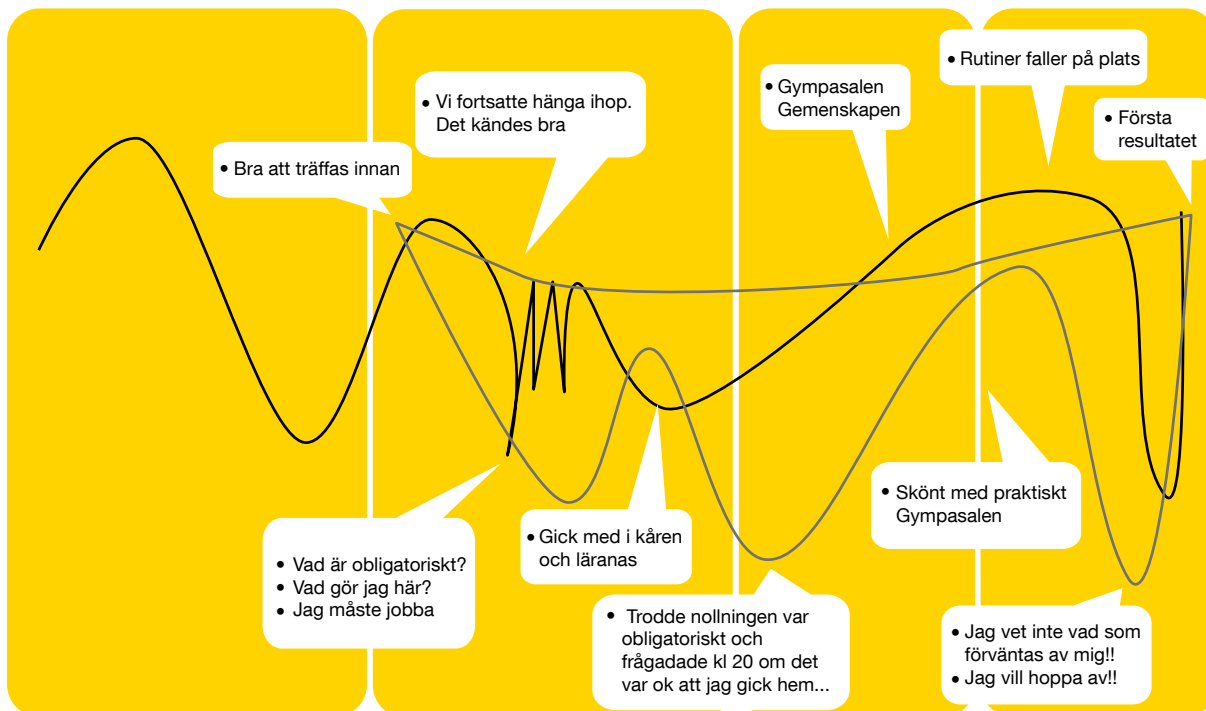 • Rutiner faller på plats
• Vi fortsatte hänga ihop.
Det kändes bra
• Gympasalen
Gemenskapen
• Första
resultatet
• Bra att träffas innan
• Skönt med praktiskt
Gympasalen
• Gick med i kåren
och läranas
• Vad är obligatoriskt?
• Vad gör jag här?
• Jag måste jobba
• Trodde nollningen var
obligatoriskt och
frågadade kl 20 om det
var ok att jag gick hem...
• Jag vet inte vad som
förväntas av mig!!
• Jag vill hoppa av!!